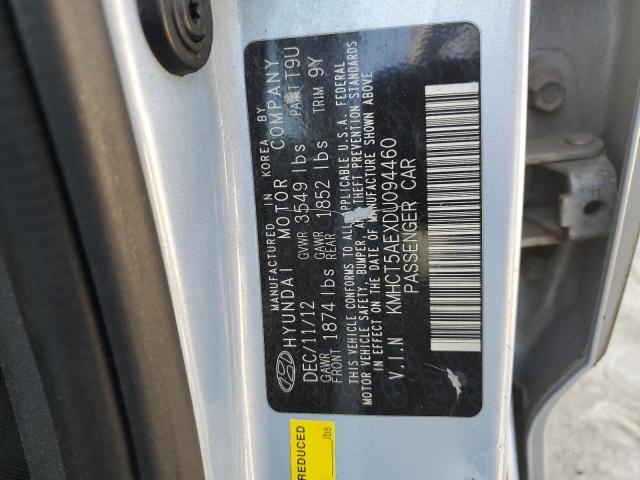 MANUFACTURED IN KOREA BY
HYUNDAI MOTOR COMPANY
DEC/11/12 GVWR 3549 lbs PAINT T9U
GAWR FRONT 1874 lbs GAWR REAR 1852 lbs TRIM 9Y
THIS VEHICLE CONFORMS TO ALL APPLICABLE U.S.A. FEDERAL
MOTOR VEHICLE SAFETY, BUMPER, AND THEFT PREVENTION STANDARDS
IN EFFECT ON THE DATE OF MANUFACTURE SHOWN ABOVE
V.I.N KMHCT5AEXDU094460
PASSENGER CAR
REDUCED
lbs